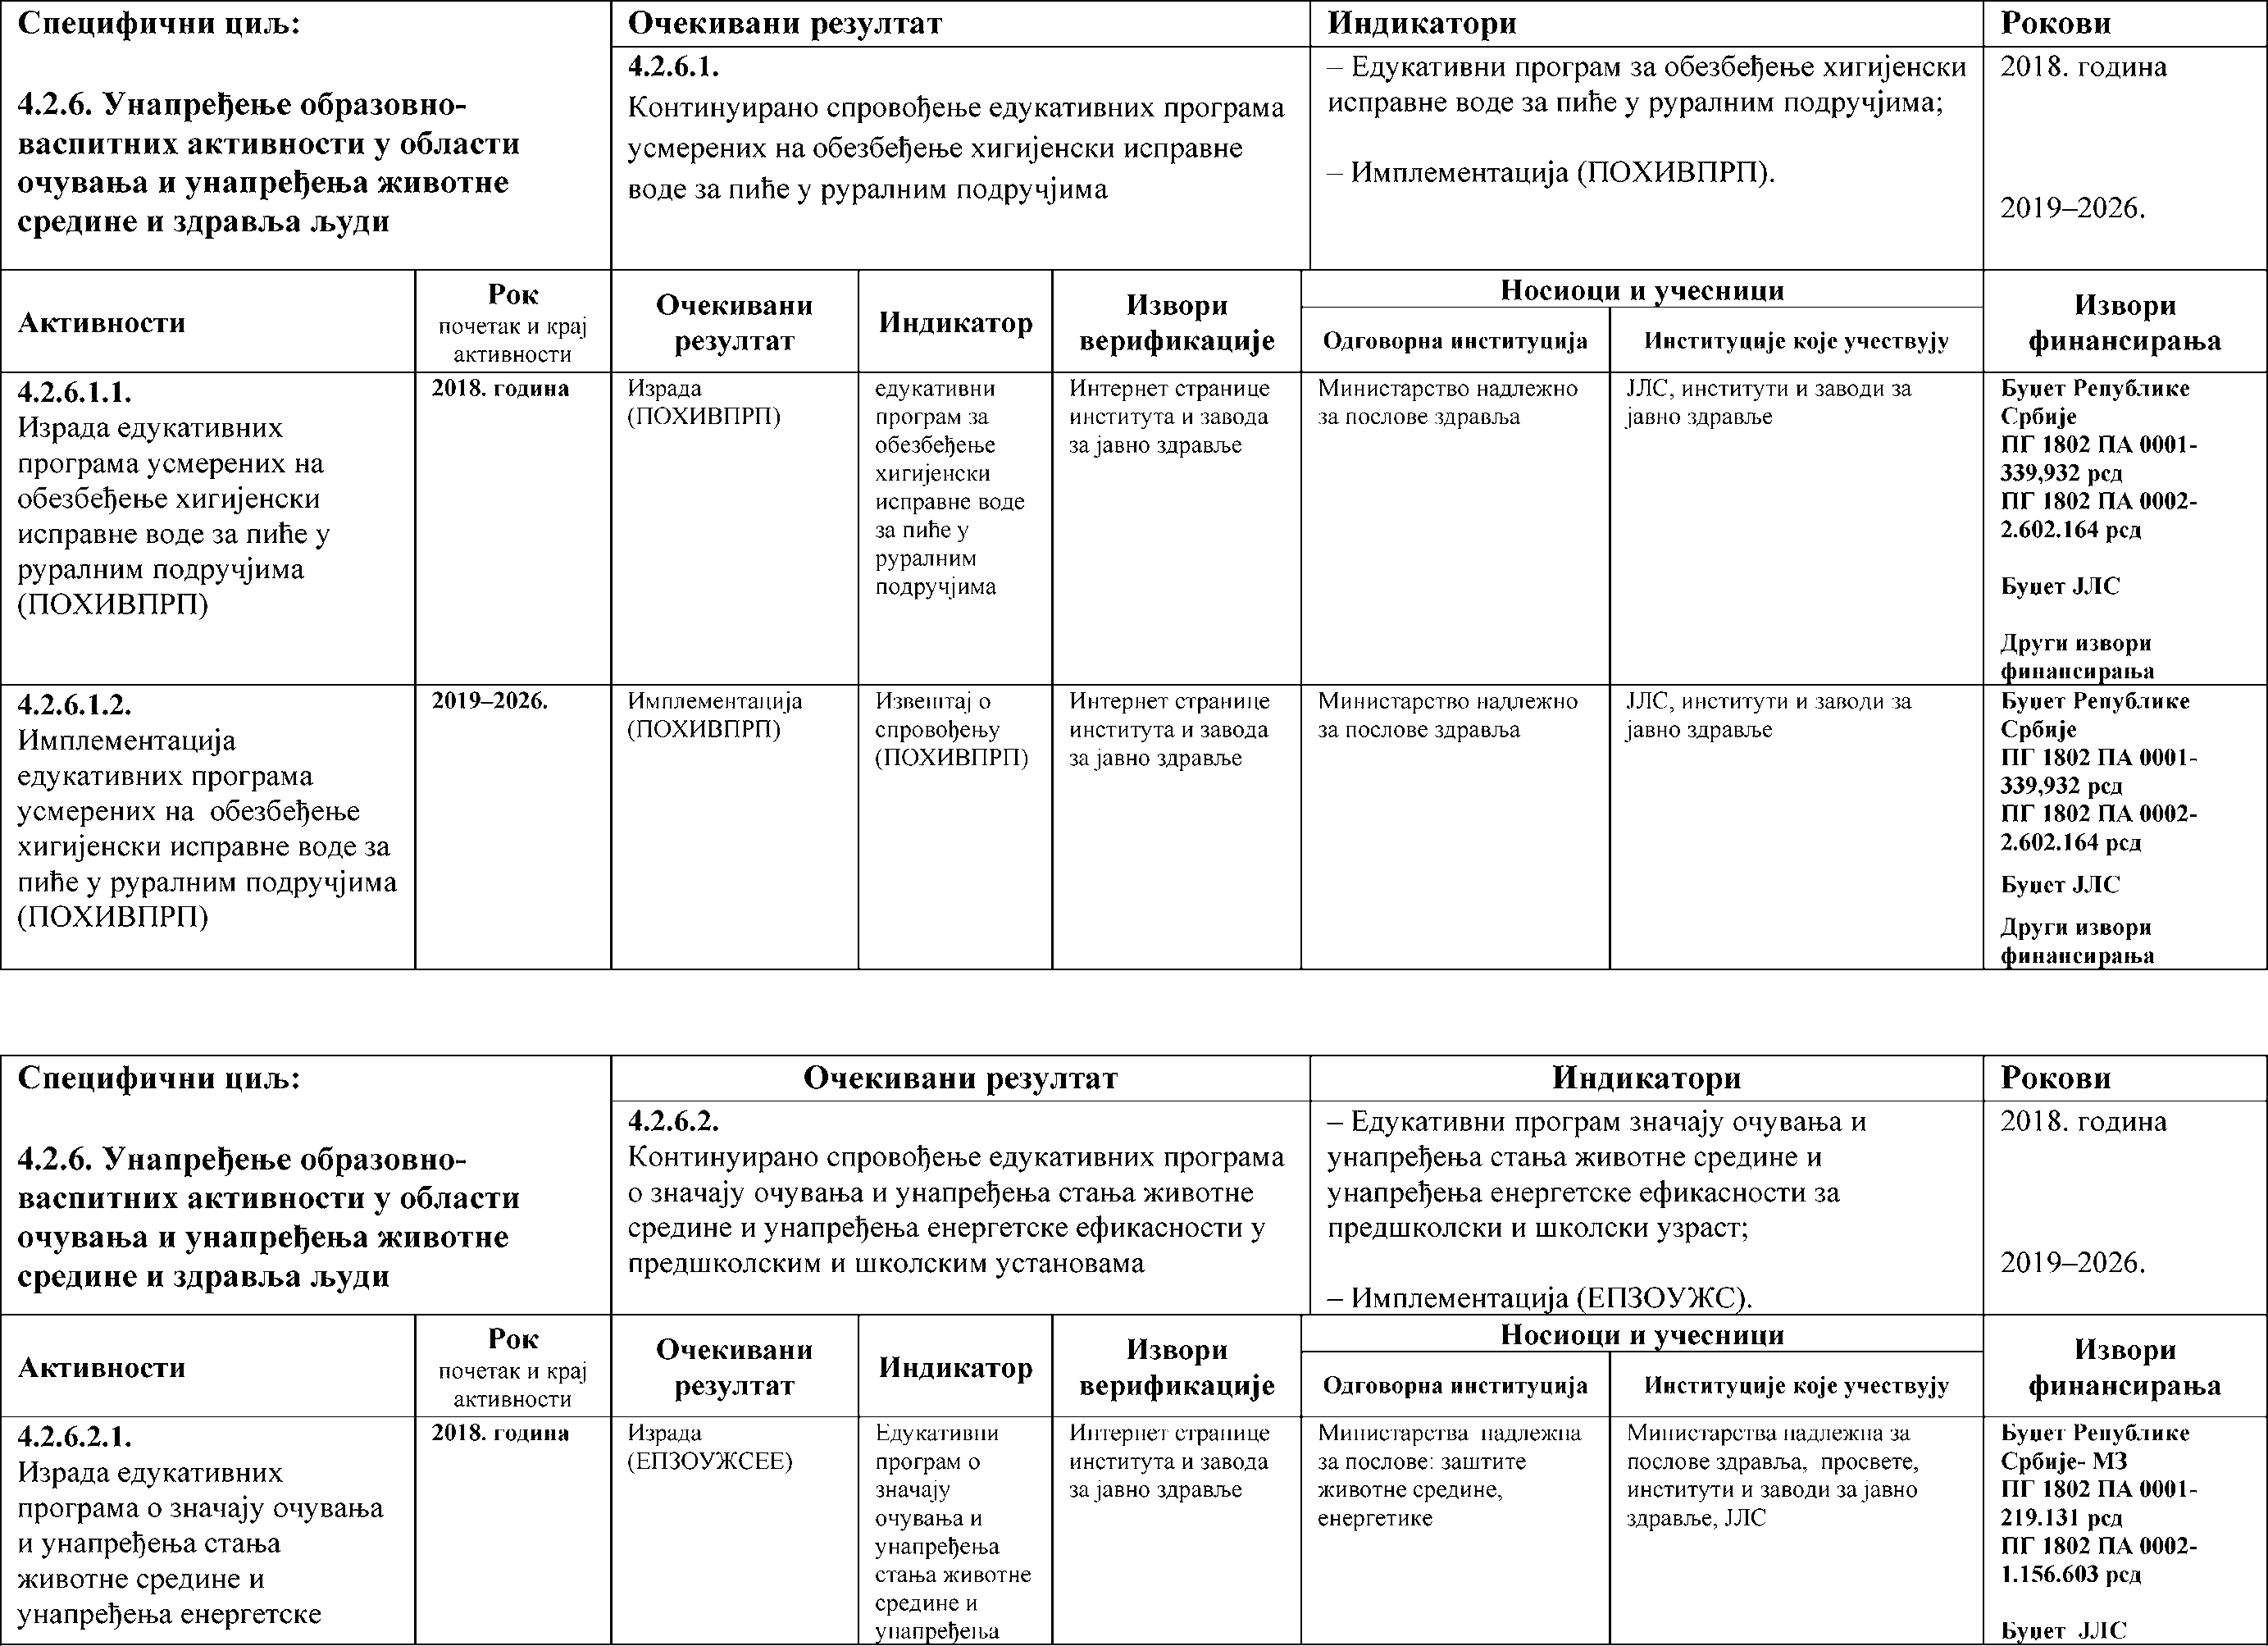 Специфични циљ:
4.2.6. Унапређење образовно-
васпитних активности у области
очувања и унапређења животне
средине и здравља људи
Очекивани резултат
4.2.6.1.
Континуирано спровођење едукативних програма
усмерених на обезбеђење хигијенски исправне
воде за пиће у руралним подручјима
Индикатори
– Едукативни програм за обезбеђење хигијенски
исправне воде за пиће у руралним подручјима;
– Имплементација (ПОХИВПРП).
Рокови
2018. година
2019–2026.
Активности
Рок
почетак и крај
активности
Очекивани
резултат
Индикатор
Извори
верификације
Носиоци и учесници
Одговорна институција
Институције које учествују
Извори
финансирања
4.2.6.1.1.
Израда едукативних
програма усмерених на
обезбеђење хигијенски
исправне воде за пиће у
руралним подручјима
(ПОХИВПРП)
2018. година
Израда
(ПОХИВПРП)
едукативни
програм за
обезбеђење
хигијенски
исправне воде
за пиће у
руралним
подручјима
Интернет странице
института и завода
за јавно здравље
Министарство надлежно
за послове здравља
ЈЛС, институти и заводи за
јавно здравље
Буџет Републике
Србије
ПГ 1802 ПА 0001-
339,932 рсд
ПГ 1802 ПА 0002-
2.602.164 рсд
Буџет ЈЛС
Други извори
финансирања
4.2.6.1.2.
Имплементација
едукативних програма
усмерених на  обезбеђење
хигијенски исправне воде за
пиће у руралним подручјима
(ПОХИВПРП)
2019–2026.
Имплементација
(ПОХИВПРП)
Извештај о
спровођењу
(ПОХИВПРП)
Интернет странице
института и завода
за јавно здравље
Министарство надлежно
за послове здравља
ЈЛС, институти и заводи за
јавно здравље
Буџет Републике
Србије
ПГ 1802 ПА 0001-
339,932 рсд
ПГ 1802 ПА 0002-
2.602.164 рсд
Буџет ЈЛС
Други извори
финансирања
Специфични циљ:
4.2.6. Унапређење образовно-
васпитних активности у области
очувања и унапређења животне
средине и здравља људи
Очекивани резултат
4.2.6.2.
Континуирано спровођење едукативних програма
о значају очувања и унапређења стања животне
средине и унапређења енергетске ефикасности у
предшколским и школским установама
Индикатори
– Едукативни програм значају очувања и
унапређења стања животне средине и
унапређења енергетске ефикасности за
предшколски и школски узраст;
– Имплементација (ЕПЗОУЖС).
Рокови
2018. година
2019–2026.
Активности
Рок
почетак и крај
активности
Очекивани
резултат
Индикатор
Извори
верификације
Носиоци и учесници
Одговорна институција
Институције које учествују
Извори
финансирања
4.2.6.2.1.
Израда едукативних
програма о значају очувања
и унапређења стања
животне средине и
унапређења енергетске
2018. година
Израда
(ЕПЗОУЖСЕЕ)
Едукативни
програм о
значају
очувања и
унапређења
стања животне
средине и
унапређења
Интернет странице
института и завода
за јавно здравље
Министарства  надлежна
за послове: заштите
животне средине,
енергетике
Министарства надлежна за
послове здравља,  просвете,
институти и заводи за јавно
здравље, ЈЛС
Буџет Републике
Србије- МЗ
ПГ 1802 ПА 0001-
219.131 рсд
ПГ 1802 ПА 0002-
1.156.603 рсд
Буџет  ЈЛС